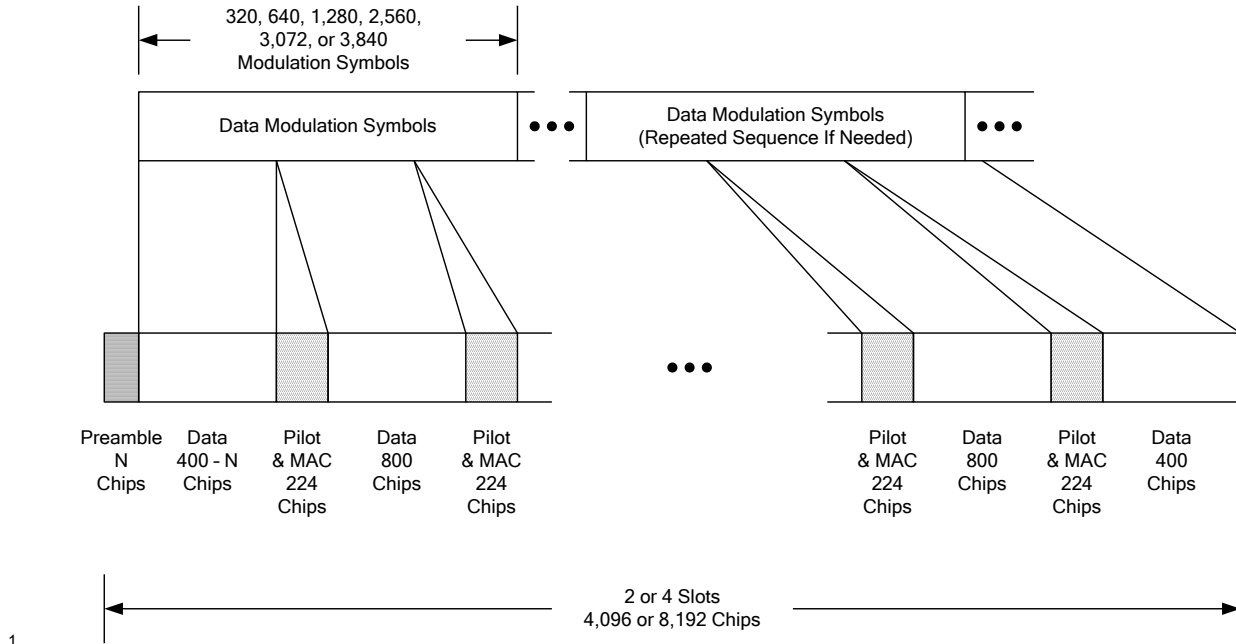 320, 640, 1,280, 2,560,
3,072, or 3,840
Modulation Symbols
Data Modulation Symbols
Data Modulation Symbols
(Repeated Sequence If Needed)
Preamble
N
Chips
Data
400 - N
Chips
Pilot
& MAC
224
Chips
Data
800
Chips
Pilot
& MAC
224
Chips
Pilot
& MAC
224
Chips
Data
800
Chips
Pilot
& MAC
224
Chips
Data
400
Chips
2 or 4 Slots
4,096 or 8,192 Chips
1